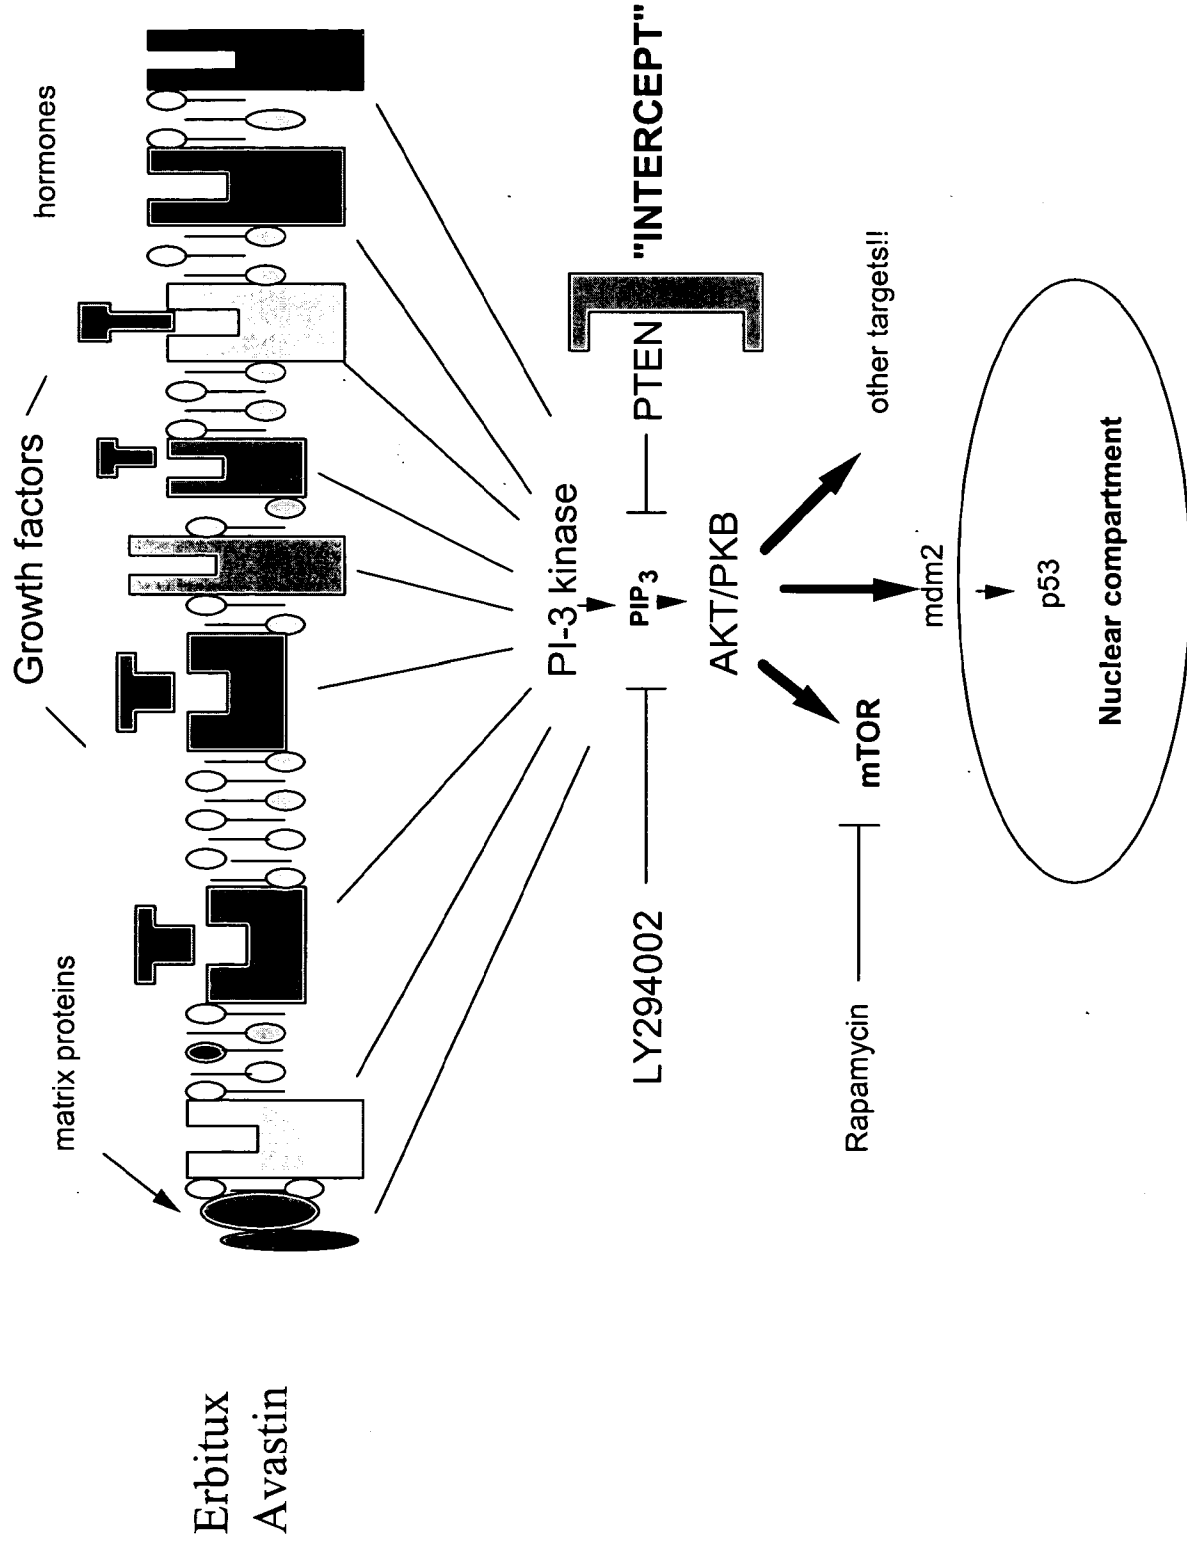 Growth factors
matrix proteins
hormones
Erbitux
Avastin
PI-3 kinase
LY294002
PIP3
PTEN
"INTERCEPT"
AKT/PKB
Rapamycin
mTOR
other targets!!
mdm2
p53
Nuclear compartment